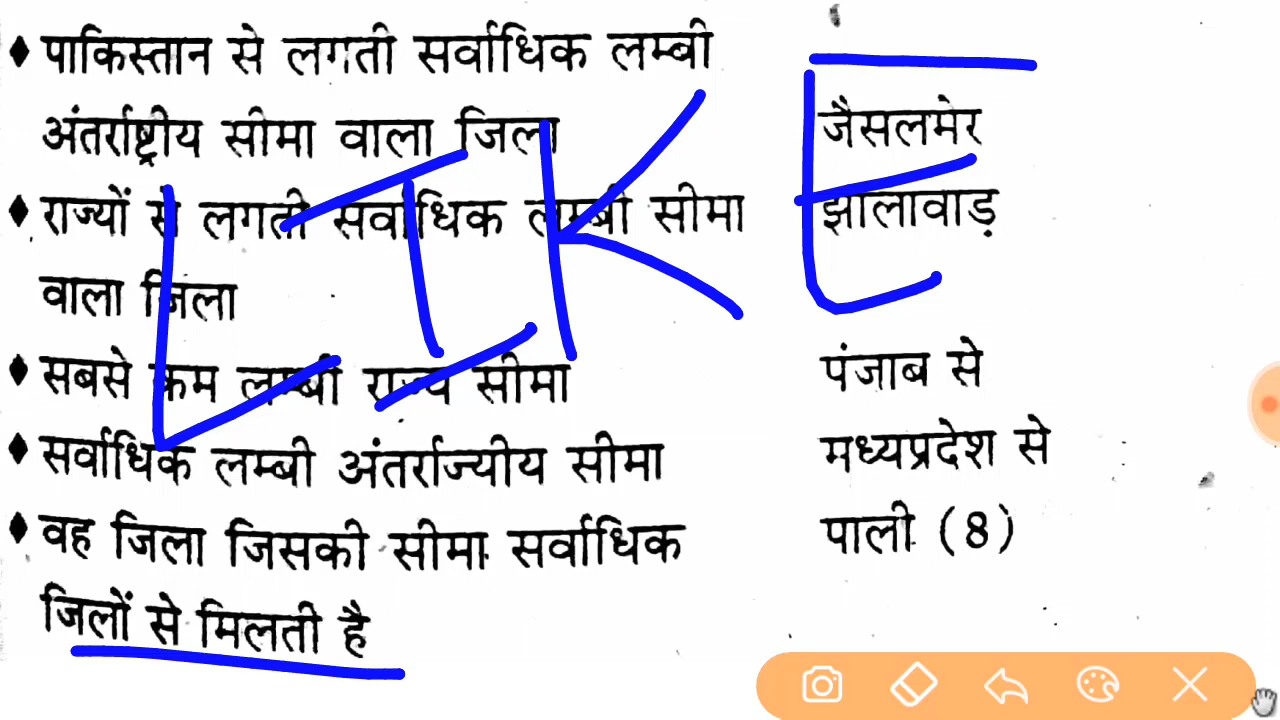 ♦ पाकिस्तान से लगती सर्वाधिक लम्बी
अंतर्राष्ट्रीय सीमा वाला जिला जैसलमेर
♦ राज्यों से लगती सर्वाधिक लम्बी सीमा झालावाड़
वाला जिला
♦ सबसे कम लम्बी राज्य सीमा पंजाब से
♦ सर्वाधिक लम्बी अंतर्राज्यीय सीमा मध्यप्रदेश से
♦ वह जिला जिसकी सीमा सर्वाधिक पाली (8)
जिलों से मिलती है
LIKE